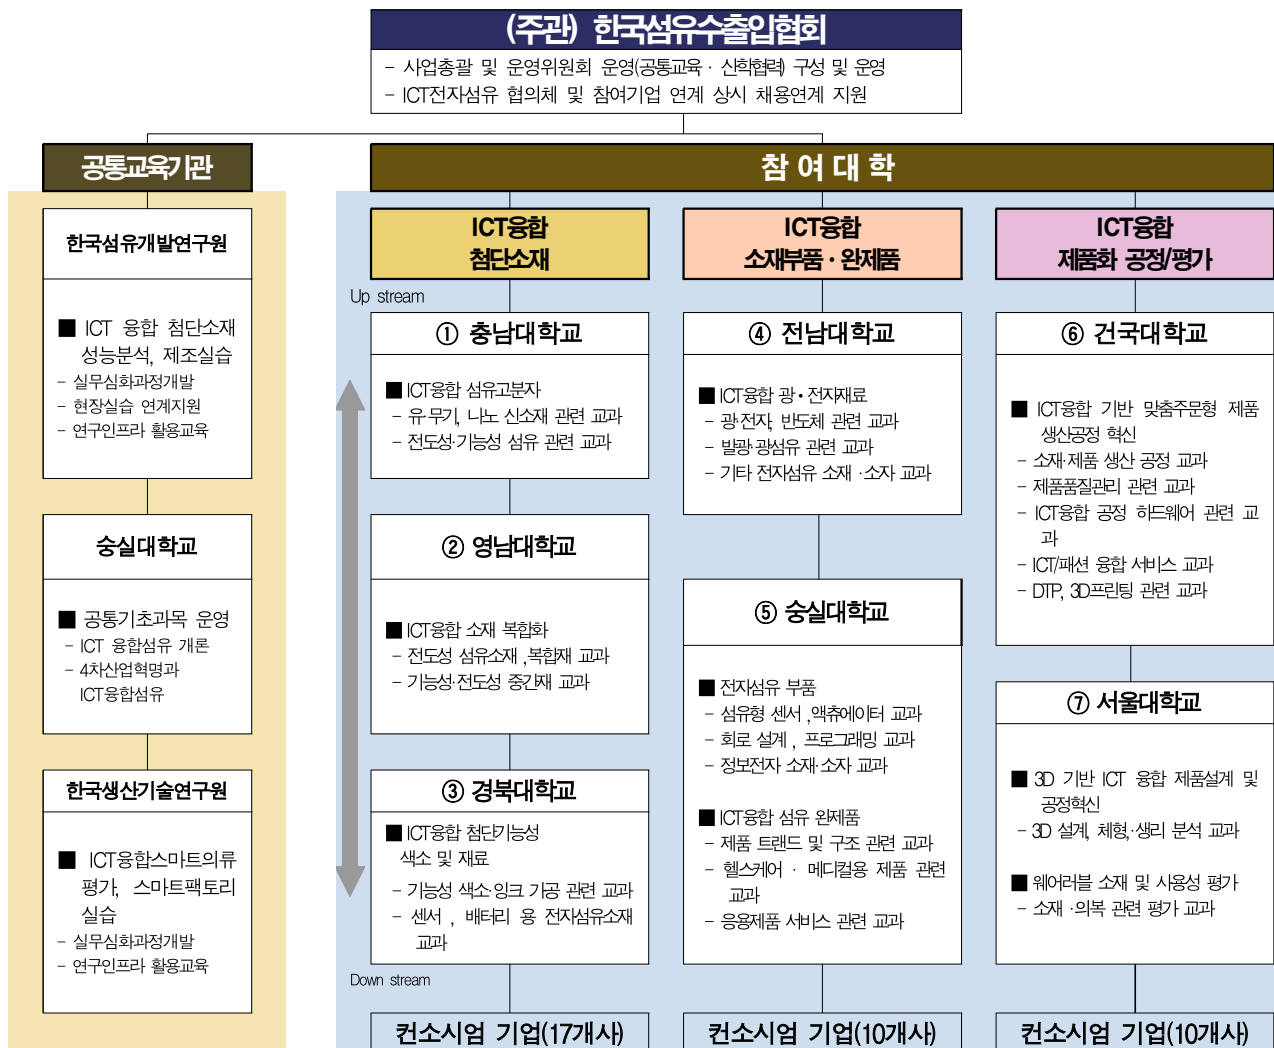 (주관) 한국섬유수출입협회
- 사업총괄 및 운영위원회 운영(공통교육 · 산학협력) 구성 및 운영
- ICT전자섬유 협의체 및 참여기업 연계 상시 채용연계 지원
공통교육기관
한국섬유개발연구원
■ ICT 융합 첨단소재
성능분석, 제조실습
- 실무심화과정개발
- 현장실습 연계지원
- 연구인프라 활용교육
숭실대학교
■ 공통기초과목 운영
- ICT 융합섬유 개론
- 4차산업혁명과
ICT융합섬유
한국생산기술연구원
■ ICT융합스마트의류
평가, 스마트팩토리
실습
- 실무심화과정개발
- 연구인프라 활용교육
참 여 대 학
ICT융합
첨단소재
Up stream
① 충남대학교
■ ICT융합 섬유고분자
- 유·무기, 나노 신소재 관련 교과
- 전도성·기능성 섬유 관련 교과
② 영남대학교
■ ICT융합 소재 복합화
- 전도성 섬유소재 ,복합재 교과
- 기능성·전도성 중간재 교과
③ 경북대학교
■ ICT융합 첨단기능성
색소 및 재료
- 기능성 색소·잉크 가공 관련 교과
- 센서 , 배터리 용 전자섬유소재
교과
Down stream
컨소시엄 기업(17개사)
ICT융합
소재부품 · 완제품
④ 전남대학교
■ ICT융합 광·전자재료
- 광·전자, 반도체 관련 교과
- 발광·광섬유 관련 교과
- 기타 전자섬유 소재 ·소자 교과
⑤ 숭실대학교
■ 전자섬유 부품
- 섬유형 센서 ,액츄에이터 교과
- 회로 설계 , 프로그래밍 교과
- 정보전자 소재·소자 교과
■ ICT융합 섬유 완제품
- 제품 트랜드 및 구조 관련 교과
- 헬스케어 · 메디컬용 제품 관련
교과
- 응용제품 서비스 관련 교과
컨소시엄 기업(10개사)
ICT융합
제품화 공정/평가
⑥ 건국대학교
■ ICT융합 기반 맞춤주문형 제품
생산공정 혁신
- 소재·제품 생산 공정 교과
- 제품품질관리 관련 교과
- ICT융합 공정 하드웨어 관련 교
과
- ICT/패션 융합 서비스 교과
- DTP, 3D프린팅 관련 교과
⑦ 서울대학교
■ 3D 기반 ICT 융합 제품설계 및
공정혁신
- 3D 설계, 체형,·생리 분석 교과
■ 웨어러블 소재 및 사용성 평가
- 소재 ·의복 관련 평가 교과
컨소시엄 기업(10개사)